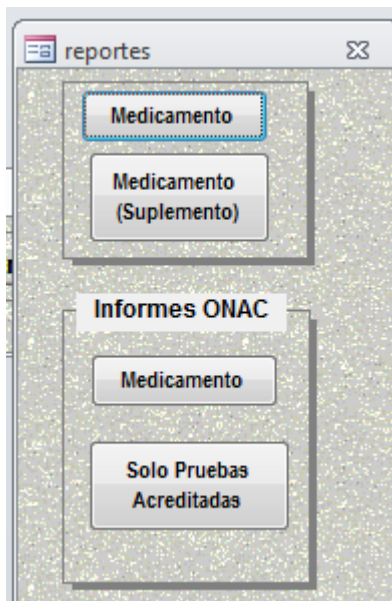 reportes
Medicamento
Medicamento
(Suplemento)
Informes ONAC
Medicamento
Solo Pruebas
Acreditadas